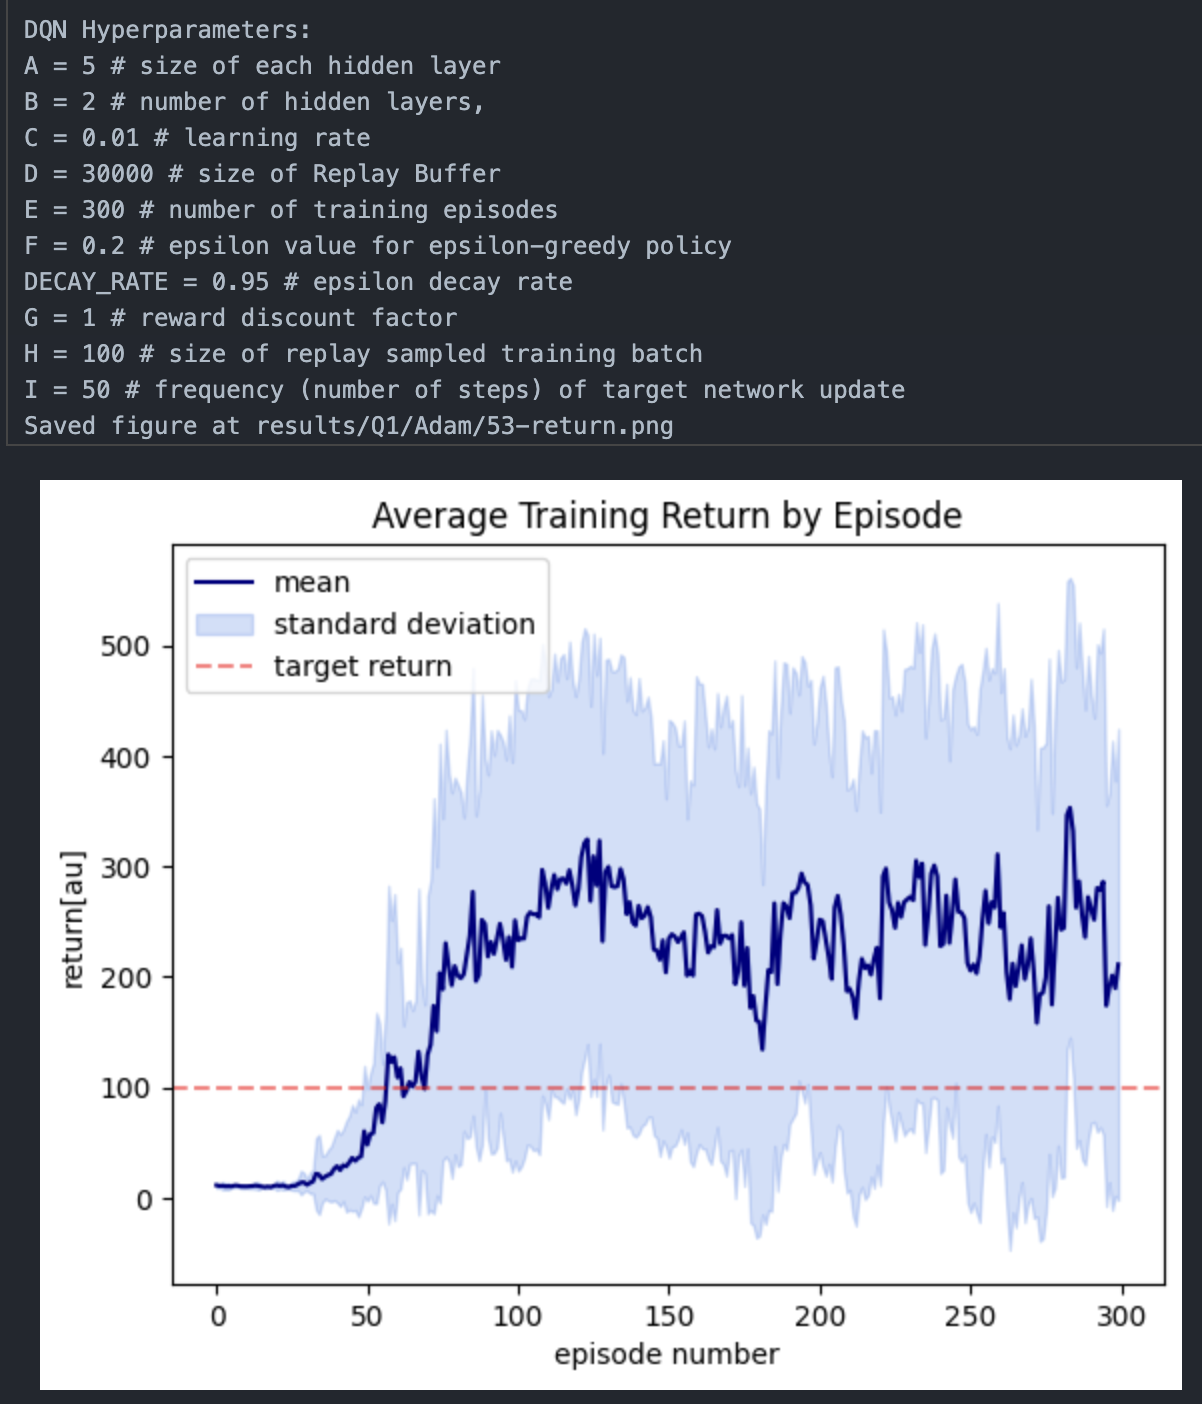 DQN Hyperparameters:
A = 5 # size of each hidden layer
B = 2 # number of hidden layers,
C = 0.01 # learning rate
D = 30000 # size of Replay Buffer
E = 300 # number of training episodes
F = 0.2 # epsilon value for epsilon-greedy policy
DECAY_RATE = 0.95 # epsilon decay rate
G = 1 # reward discount factor
H = 100 # size of replay sampled training batch
I = 50 # frequency (number of steps) of target network update
Saved figure at results/Q1/Adam/53-return.png
Average Training Return by Episode
mean
standard deviation
target return
500
400
300
200
100
0
return[au]
0 50 100 150 200 250 300
episode number